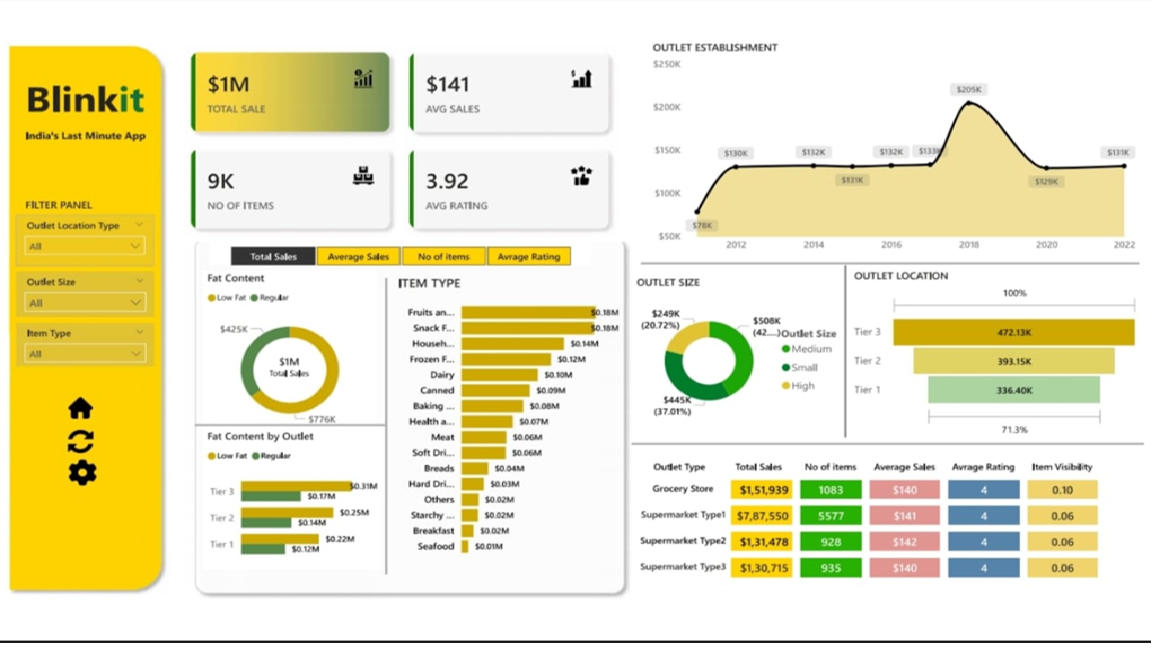 Blinkit
India's Last Minute App
FILTER PANEL
Outlet Location Type
All
Outlet Size
All
Item Type
All
$1M
TOTAL SALE
$141
AVG SALES
9K
NO OF ITEMS
3.92
AVG RATING
Total Sales Average Sales No of items Avrage Rating
Fat Content
Low Fat Regular
$425K
$1M
Total Sales
$776K
Fat Content by Outlet
Low Fat Regular
Tier 3 $0.31M
$0.17M
Tier 2 $0.25M
$0.14M
Tier 1 $0.22M
$0.12M
ITEM TYPE
Fruits an... $0.18M
Snack F... $0.18M
Househ... $0.14M
Frozen F... $0.12M
Dairy $0.10M
Canned $0.09M
Baking ... $0.08M
Health a... $0.07M
Meat $0.06M
Soft Dri... $0.06M
Breads $0.04M
Hard Dri... $0.03M
Others $0.02M
Starchy ... $0.02M
Breakfast $0.02M
Seafood $0.01M
OUTLET ESTABLISHMENT
$250K
$200K
$150K
$100K
$50K
$78K
$130K
$132K
$131K
$132K
$133K
$205K
$129K
$131K
2012 2014 2016 2018 2020 2022
OUTLET SIZE
$249K
(20.72%)
$508K
(42....)
$445K
(37.01%)
Outlet Size
Medium
Small
High
OUTLET LOCATION
100%
Tier 3 472.13K
Tier 2 393.15K
Tier 1 336.40K
71.3%
Outlet Type Total Sales No of items Average Sales Avrage Rating Item Visibility
Grocery Store $1,51,939 1083 $140 4 0.10
Supermarket Type1 $7,87,550 5577 $141 4 0.06
Supermarket Type2 $1,31,478 928 $142 4 0.06
Supermarket Type3 $1,30,715 935 $140 4 0.06